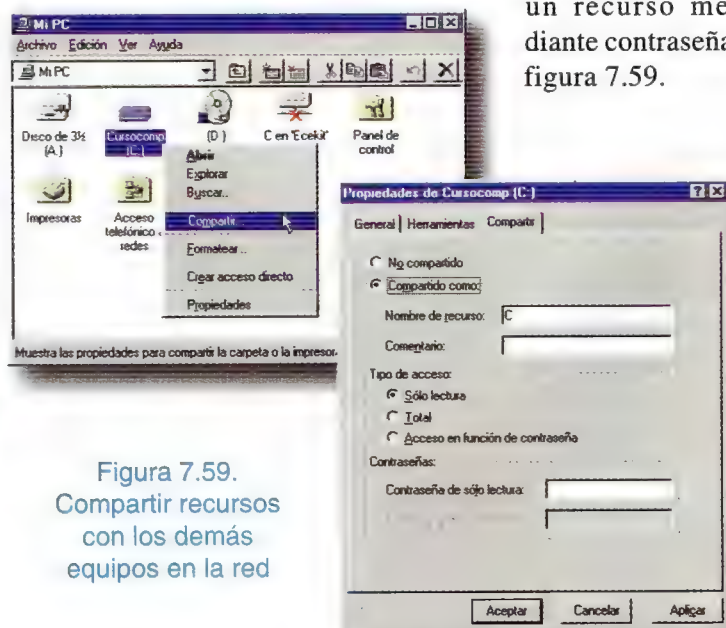 un recurso me
diante contraseña
figura 7.59.
Mi PC
Archivo Edición Ver Ayuda
Mi PC
Disco de 3½ (A:)
Cursocomp (C:)
(D:)
C en 'Ecekit'
Panel de control
Impresoras
Acceso telefónico a redes
Abrir
Explorar
Buscar...
Compartir...
Formatear...
Crear acceso directo
Propiedades
Muestra las propiedades para compartir la carpeta o la impresor
Propiedades de Cursocomp (C:)
General Herramientas Compartir
No compartido
Compartido como:
Nombre de recurso: C
Comentario:
Tipo de acceso:
Sólo lectura
Total
Acceso en función de contraseña
Contraseñas:
Contraseña de sólo lectura:
Aceptar Cancelar Aplicar
Figura 7.59.
Compartir recursos
con los demás
equipos en la red